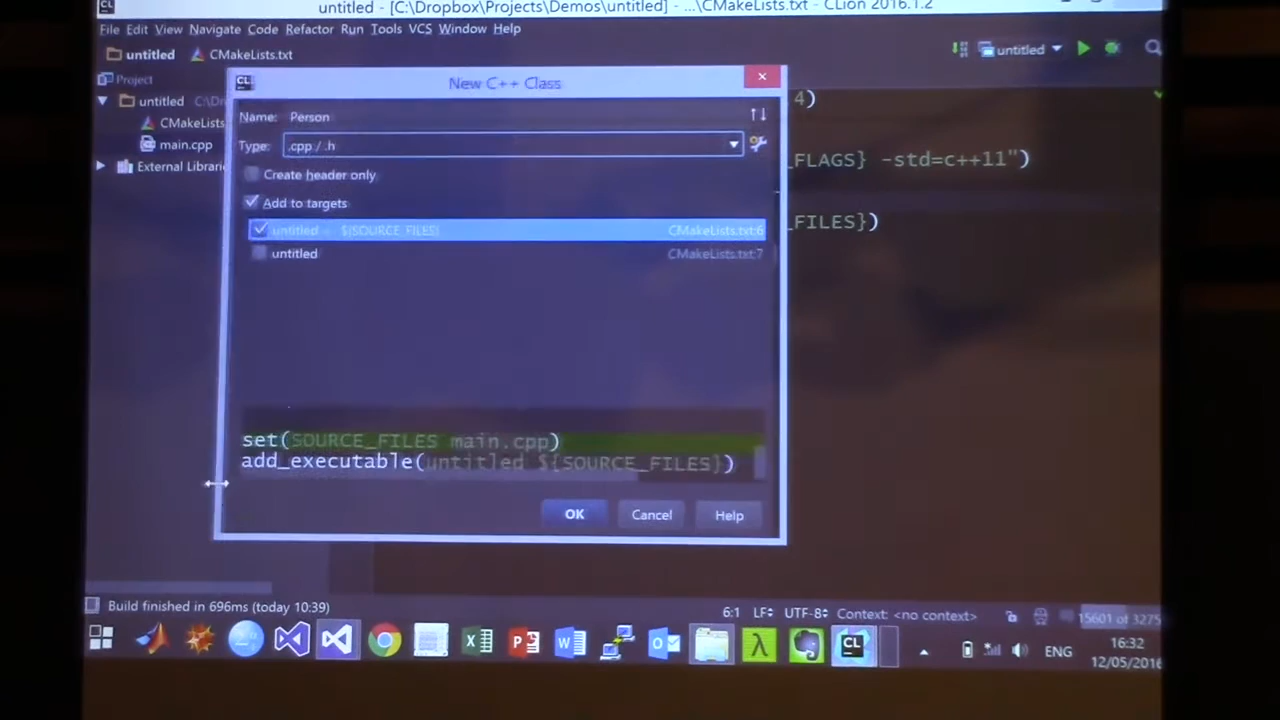 untitled - [C:\Dropbox\Projects\Demos\untitled] - ...\CMakeLists.txt - CLion 2016.1.2
File Edit View Navigate Code Refactor Run Tools VCS Window Help
untitled CMakeLists.txt untitled
Project
untitled C:\Dr
CMakeLists
main.cpp
External Librari
New C++ Class
Name: Person
Type: .cpp / .h
Create header only
Add to targets
untitled - ${SOURCE_FILES} CMakeLists.txt:6
untitled CMakeLists.txt:7
set(SOURCE_FILES main.cpp)
add_executable(untitled ${SOURCE_FILES})
OK Cancel Help
4)
_FLAGS} -std=c++11")
_FILES})
Build finished in 696ms (today 10:39) 6:1 LF UTF-8 Context: <no context> 15601 of 3275
ENG 16:32
12/05/2016